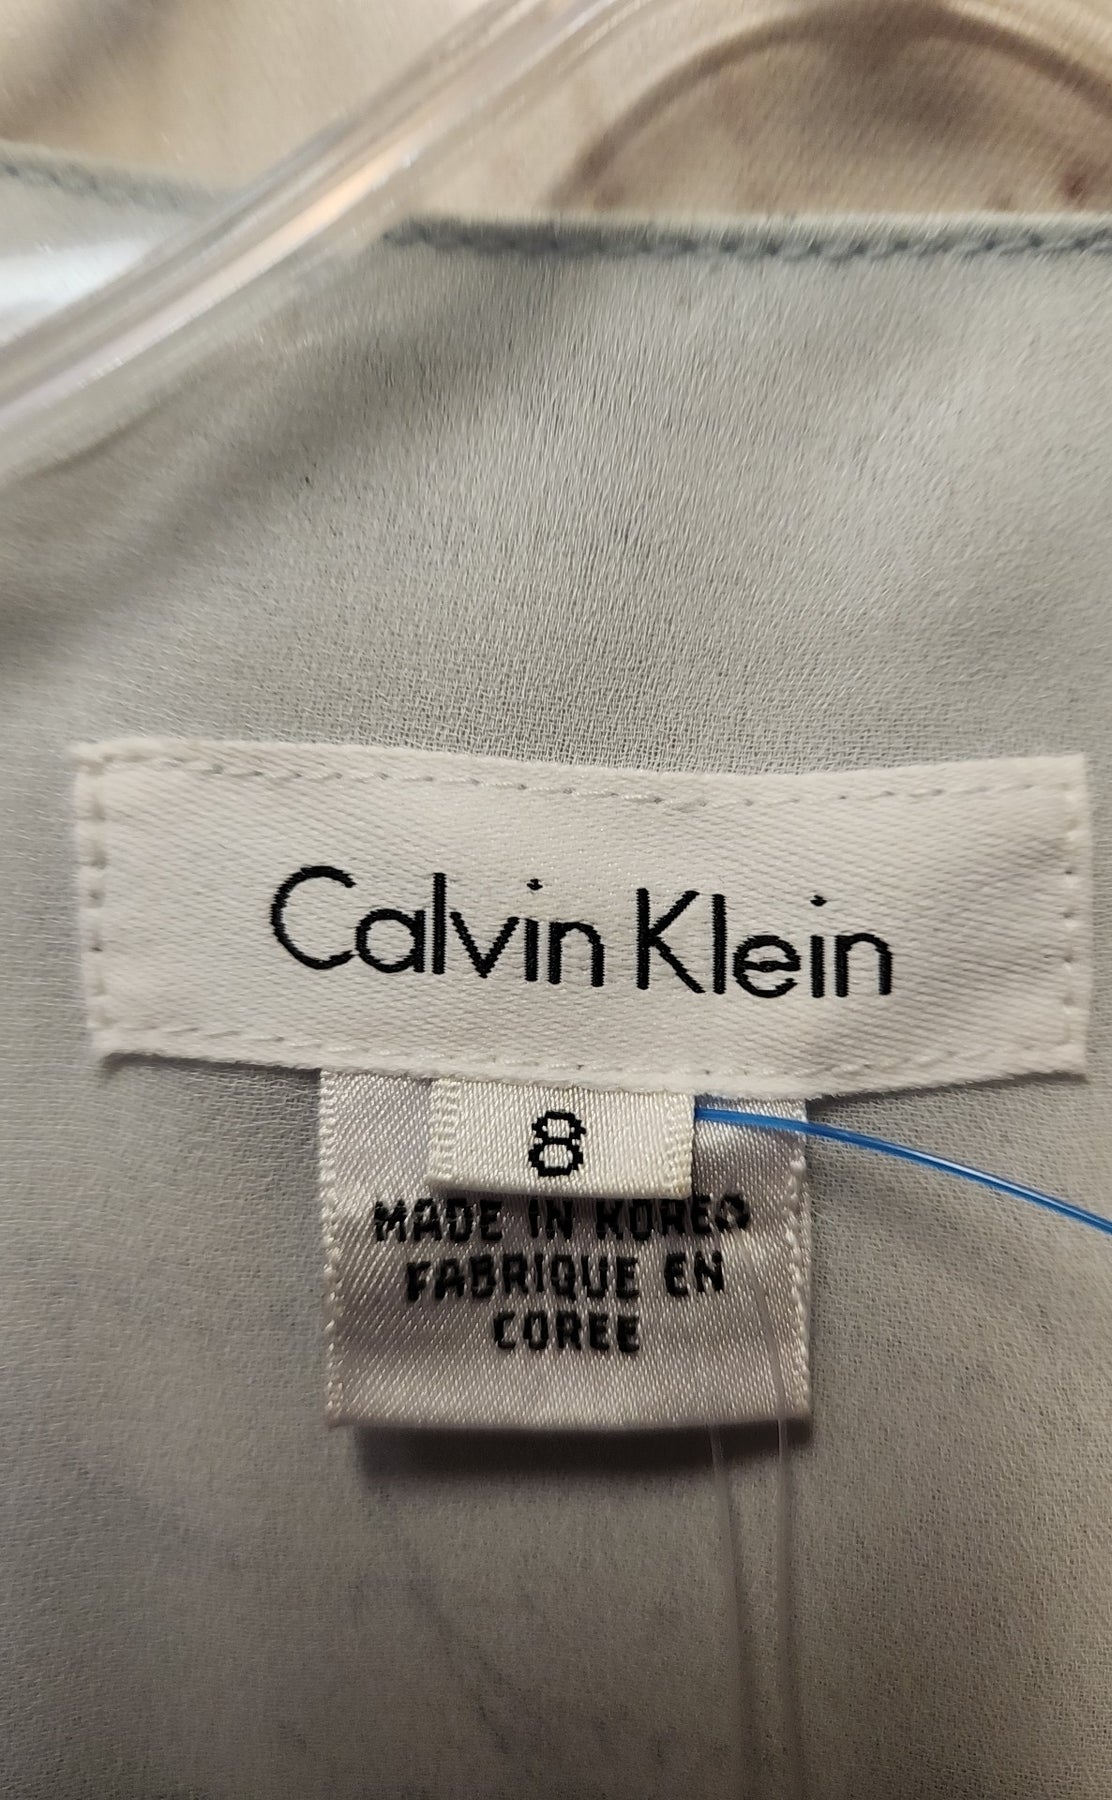 Calvin Klein
8
MADE IN KOREA
FABRIQUE EN
COREE